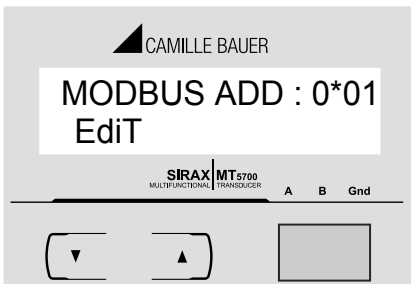 CAMILLE BAUER
MODBUS ADD : 0*01
EdiT
SIRAX MT5700
MULTIFUNCTIONAL TRANSDUCER
A B Gnd